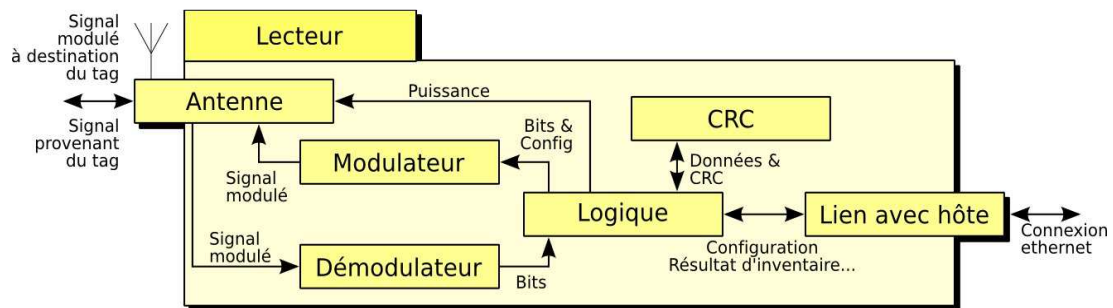 Signal
modulé
à destination
du tag
Lecteur
Antenne
Puissance
Signal
provenant
du tag
CRC
Bits &
Config
Modulateur
Données &
CRC
Signal
modulé
Logique
Lien avec hôte
Signal
modulé
Démodulateur
Bits
Configuration
Résultat d'inventaire...
Connexion
ethernet